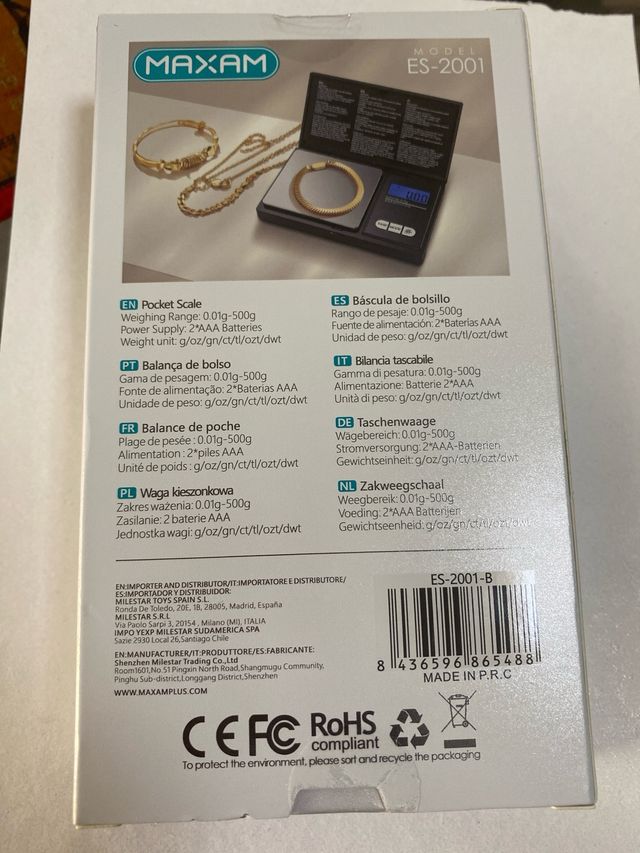 MAXAM
MODEL
ES-2001
EN Pocket Scale
Weighing Range: 0.01g-500g
Power Supply: 2*AAA Batteries
Weight unit: g/oz/gn/ct/tl/ozt/dwt
PT Balança de bolso
Gama de pesagem: 0.01g-500g
Fonte de alimentação: 2*Baterias AAA
Unidade de peso: g/oz/gn/ct/tl/ozt/dwt
FR Balance de poche
Plage de pesée : 0.01g-500g
Alimentation : 2*piles AAA
Unité de poids : g/oz/gn/ct/tl/ozt/dwt
PL Waga kieszonkowa
Zakres ważenia: 0.01g-500g
Zasilanie: 2 baterie AAA
Jednostka wagi: g/oz/gn/ct/tl/ozt/dwt
ES Báscula de bolsillo
Rango de pesaje: 0.01g-500g
Fuente de alimentación: 2*Baterías AAA
Unidad de peso: g/oz/gn/ct/tl/ozt/dwt
IT Bilancia tascabile
Gamma di pesatura: 0.01g-500g
Alimentazione: Batterie 2*AAA
Unità di peso: g/oz/gn/ct/tl/ozt/dwt
DE Taschenwaage
Wägebereich: 0.01g-500g
Stromversorgung: 2*AAA-Batterien
Gewichtseinheit: g/oz/gn/ct/tl/ozt/dwt
NL Zakweegschaal
Weegbereik: 0.01g-500g
Voeding: 2*AAA Batterijen
Gewichtseenheid: g/oz/gn/ct/tl/ozt/dwt
EN:IMPORTER AND DISTRIBUTOR/IT:IMPORTATORE E DISTRIBUTORE/
ES:IMPORTADOR Y DISTRIBUIDOR:
MILESTAR TOYS SPAIN S.L.
Ronda De Toledo, 20E, 1B, 28005, Madrid, España
MILESTAR S.R.L
Via Paolo Sarpi 3, 20154 , Milano (MI), ITALIA
IMPO YEXP MILESTAR SUDAMERICA SPA
Sazie 2930 Local 26,Santiago Chile
EN:MANUFACTURER/IT:PRODUTTORE/ES:FABRICANTE:
Shenzhen Milestar Trading Co.,Ltd
Room1601,No.51 Pingxin North Road,Shangmugu Community,
Pinghu Sub-district,Longgang District,Shenzhen
WWW.MAXAMPLUS.COM
ES-2001-B
8 436596 865488
MADE IN P.R.C
CE FC RoHS
compliant
To protect the environment, please sort and recycle the packaging